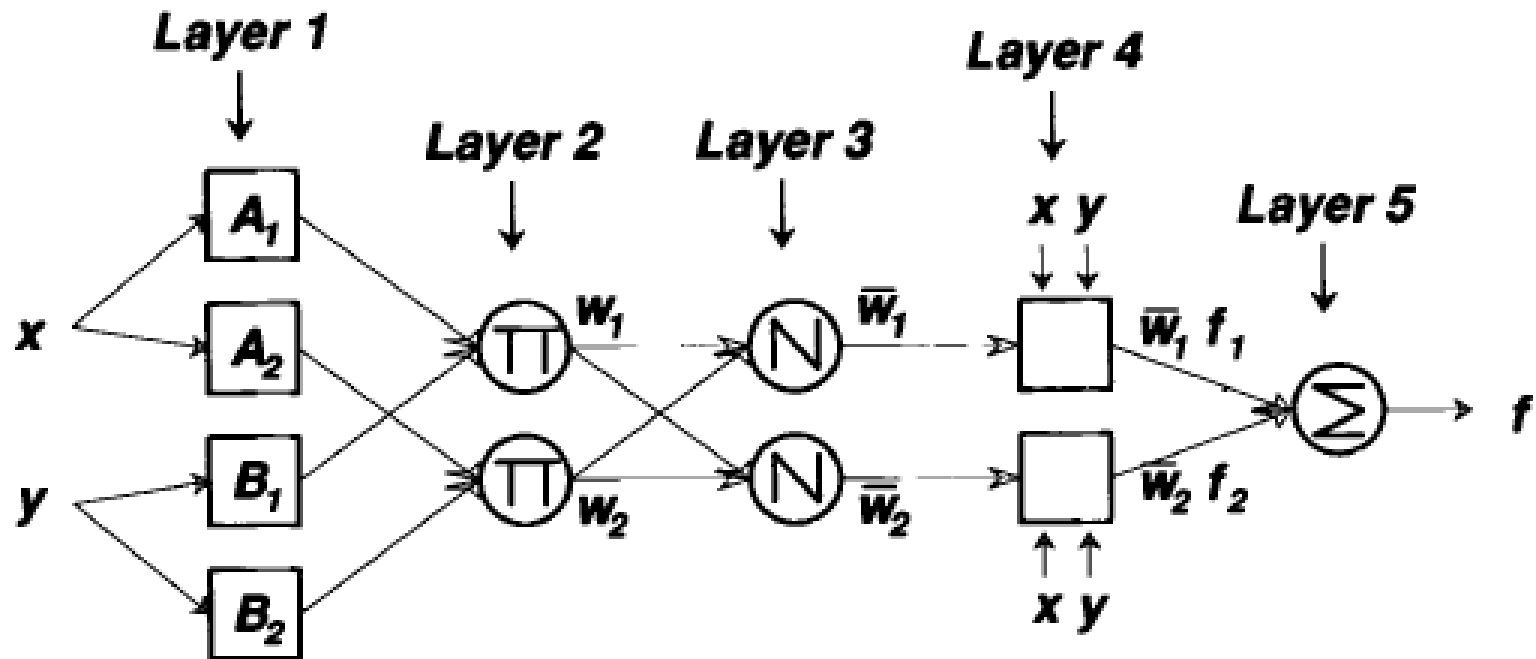 Layer 1
Layer 4
Layer 2
Layer 3
x y
Layer 5
A₁
x
A₂
Π
w₁
N
w̅₁
w̅₁ f₁
Σ
f
y
B₁
Π
w₂
N
w̅₂
w̅₂ f₂
B₂
x y